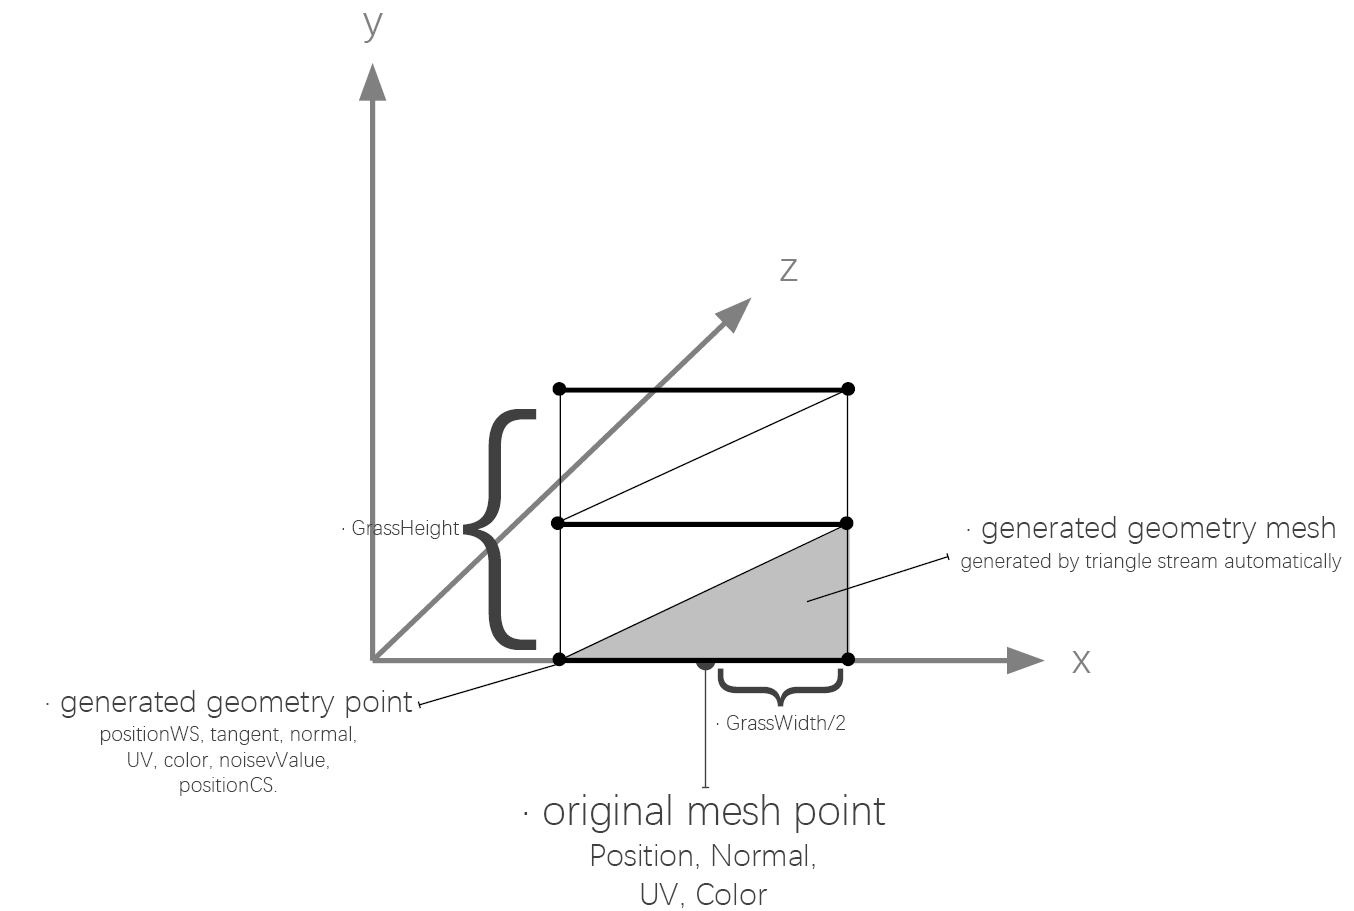 y
z
· GrassHeight
· generated geometry mesh
generated by triangle stream automatically
x
· generated geometry point
positionWS, tangent, normal,
UV, color, noisevValue,
positionCS.
· GrassWidth/2
· original mesh point
Position, Normal,
UV, Color